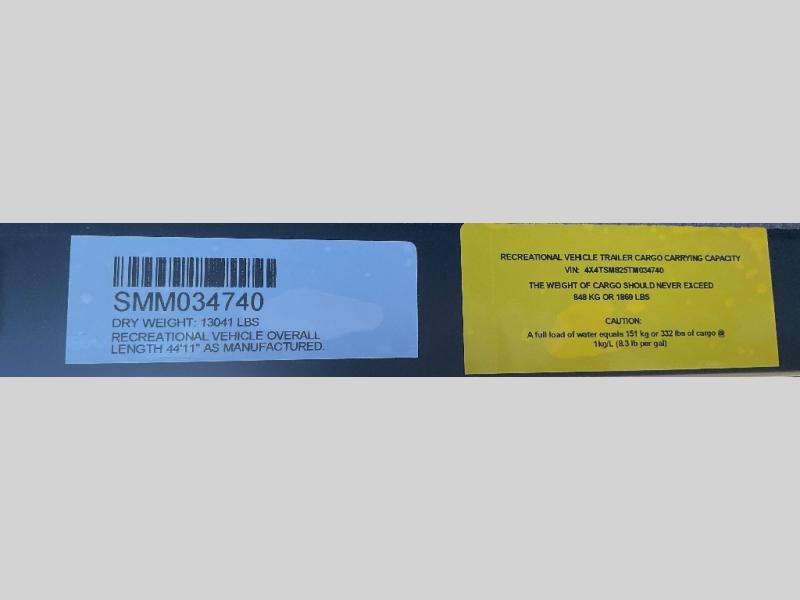 SMM034740
DRY WEIGHT: 13041 LBS
RECREATIONAL VEHICLE OVERALL
LENGTH 44'11" AS MANUFACTURED.
RECREATIONAL VEHICLE TRAILER CARGO CARRYING CAPACITY
VIN: 4X4TSM825TM034740
THE WEIGHT OF CARGO SHOULD NEVER EXCEED
848 KG OR 1869 LBS
CAUTION:
A full load of water equals 151 kg or 332 lbs of cargo @
1kg/L (8.3 lb per gal)